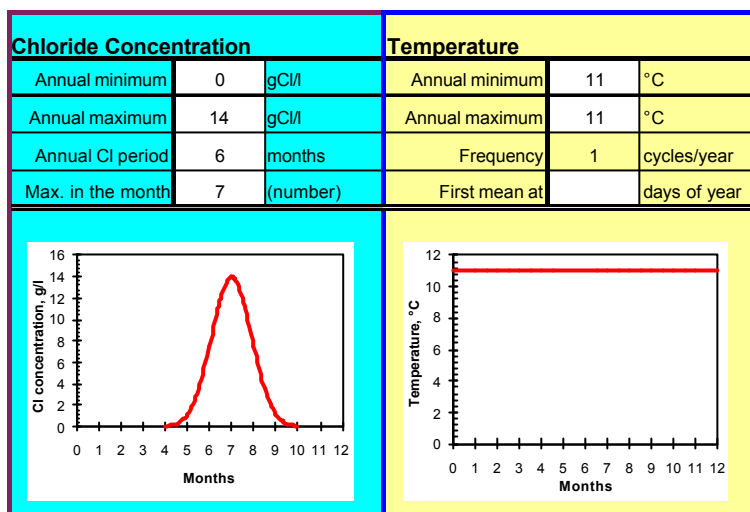 Chloride Concentration
Annual minimum 0 gCl/l
Annual maximum 14 gCl/l
Annual Cl period 6 months
Max. in the month 7 (number)
Temperature
Annual minimum 11 °C
Annual maximum 11 °C
Frequency 1 cycles/year
First mean at days of year
Cl concentration, g/l
16
14
12
10
8
6
4
2
0
0 1 2 3 4 5 6 7 8 9 10 11 12
Months
Temperature, °C
12
10
8
6
4
2
0
0 1 2 3 4 5 6 7 8 9 10 11 12
Months